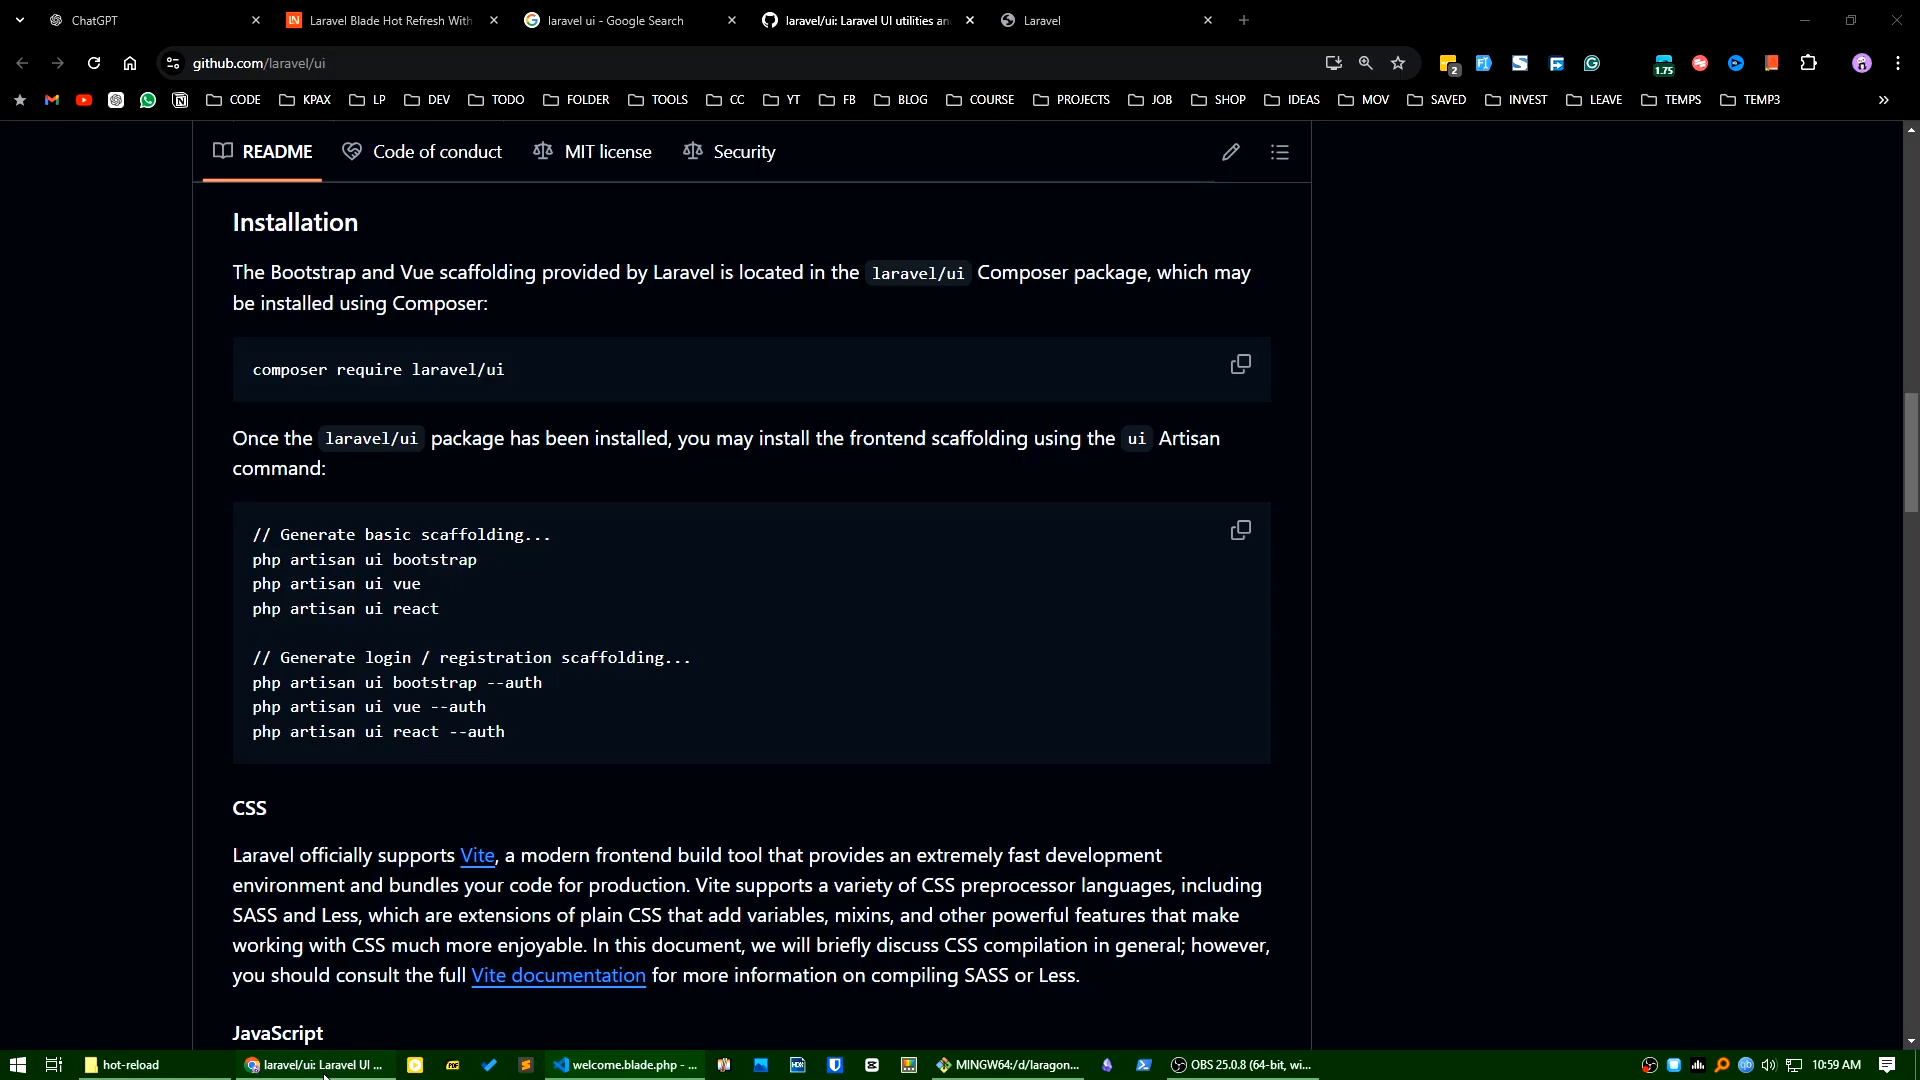 ChatGPT
Laravel Blade Hot Refresh With
laravel ui - Google Search
laravel/ui: Laravel UI utilities an
Laravel
github.com/laravel/ui
2
1.75
CODE
KPAX
LP
DEV
TODO
FOLDER
TOOLS
CC
YT
FB
BLOG
COURSE
PROJECTS
JOB
SHOP
IDEAS
MOV
SAVED
INVEST
LEAVE
TEMPS
TEMP3
README
Code of conduct
MIT license
Security
Installation
The Bootstrap and Vue scaffolding provided by Laravel is located in the laravel/ui Composer package, which may
be installed using Composer:
composer require laravel/ui
Once the laravel/ui package has been installed, you may install the frontend scaffolding using the ui Artisan
command:
// Generate basic scaffolding...
php artisan ui bootstrap
php artisan ui vue
php artisan ui react
// Generate login / registration scaffolding...
php artisan ui bootstrap --auth
php artisan ui vue --auth
php artisan ui react --auth
CSS
Laravel officially supports Vite, a modern frontend build tool that provides an extremely fast development
environment and bundles your code for production. Vite supports a variety of CSS preprocessor languages, including
SASS and Less, which are extensions of plain CSS that add variables, mixins, and other powerful features that make
working with CSS much more enjoyable. In this document, we will briefly discuss CSS compilation in general; however,
you should consult the full Vite documentation for more information on compiling SASS or Less.
JavaScript
hot-reload
laravel/ui: Laravel UI ...
welcome.blade.php - ...
MINGW64:/d/laragon...
OBS 25.0.8 (64-bit, wi...
10:59 AM